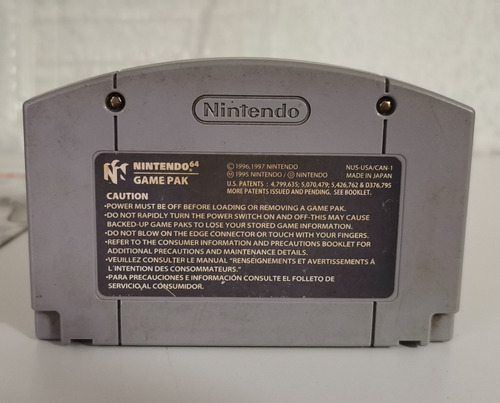 Nintendo
NINTENDO 64
GAME PAK
© 1996, 1997 NINTENDO
Ⓜ 1995 NINTENDO / Ⓓ NINTENDO
NUS-USA/CAN-1
MADE IN JAPAN
U.S. PATENTS : 4,799,635; 5,070,479; 5,426,762 & D376,795
MORE PATENTS ISSUED AND PENDING. SEE BOOKLET.
CAUTION
•POWER MUST BE OFF BEFORE LOADING OR REMOVING A GAME PAK.
•DO NOT RAPIDLY TURN THE POWER SWITCH ON AND OFF-THIS MAY CAUSE
BACKED-UP GAME PAKS TO LOSE YOUR STORED GAME INFORMATION.
•DO NOT BLOW ON THE EDGE CONNECTOR OR TOUCH WITH YOUR FINGERS.
•REFER TO THE CONSUMER INFORMATION AND PRECAUTIONS BOOKLET FOR
ADDITIONAL PRECAUTIONS AND MAINTENANCE DETAILS.
•VEUILLEZ CONSULTER LE MANUAL "RENSEIGNEMENTS ET AVERTISSEMENTS À
L'INTENTION DES CONSOMMATEURS."
•PARA PRECAUCIONES E INFORMACIÓN CONSULTE EL FOLLETO DE
SERVICIO AL CONSUMIDOR.